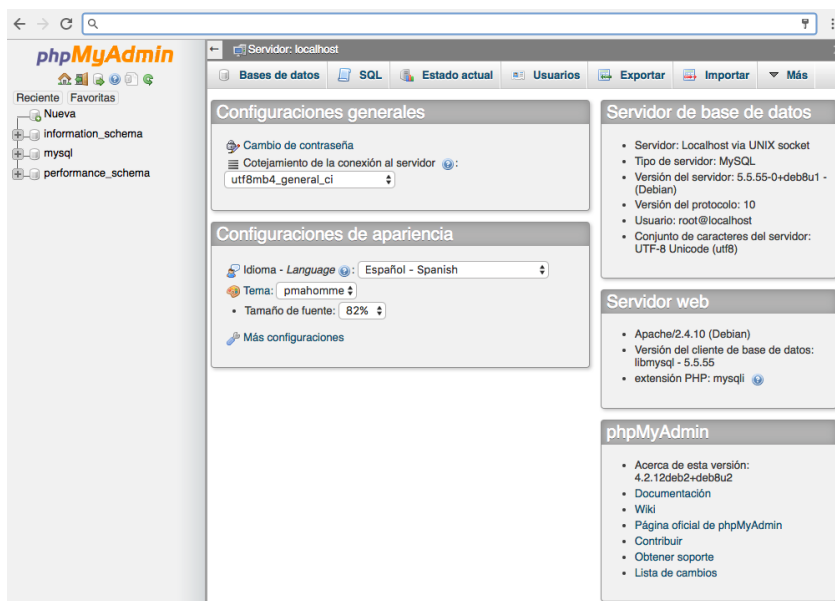 phpMyAdmin
Reciente Favoritas
Nueva
information_schema
mysql
performance_schema
Servidor: localhost
Bases de datos SQL Estado actual Usuarios Exportar Importar Más
Configuraciones generales
Cambio de contraseña
Cotejamiento de la conexión al servidor :
utf8mb4_general_ci
Configuraciones de apariencia
Idioma - Language : Español - Spanish
Tema: pmahomme
• Tamaño de fuente: 82%
Más configuraciones
Servidor de base de datos
• Servidor: Localhost via UNIX socket
• Tipo de servidor: MySQL
• Versión del servidor: 5.5.55-0+deb8u1 -
(Debian)
• Versión del protocolo: 10
• Usuario: root@localhost
• Conjunto de caracteres del servidor:
UTF-8 Unicode (utf8)
Servidor web
• Apache/2.4.10 (Debian)
• Versión del cliente de base de datos:
libmysql - 5.5.55
• extensión PHP: mysqli
phpMyAdmin
• Acerca de esta versión:
4.2.12deb2+deb8u2
• Documentación
• Wiki
• Página oficial de phpMyAdmin
• Contribuir
• Obtener soporte
• Lista de cambios